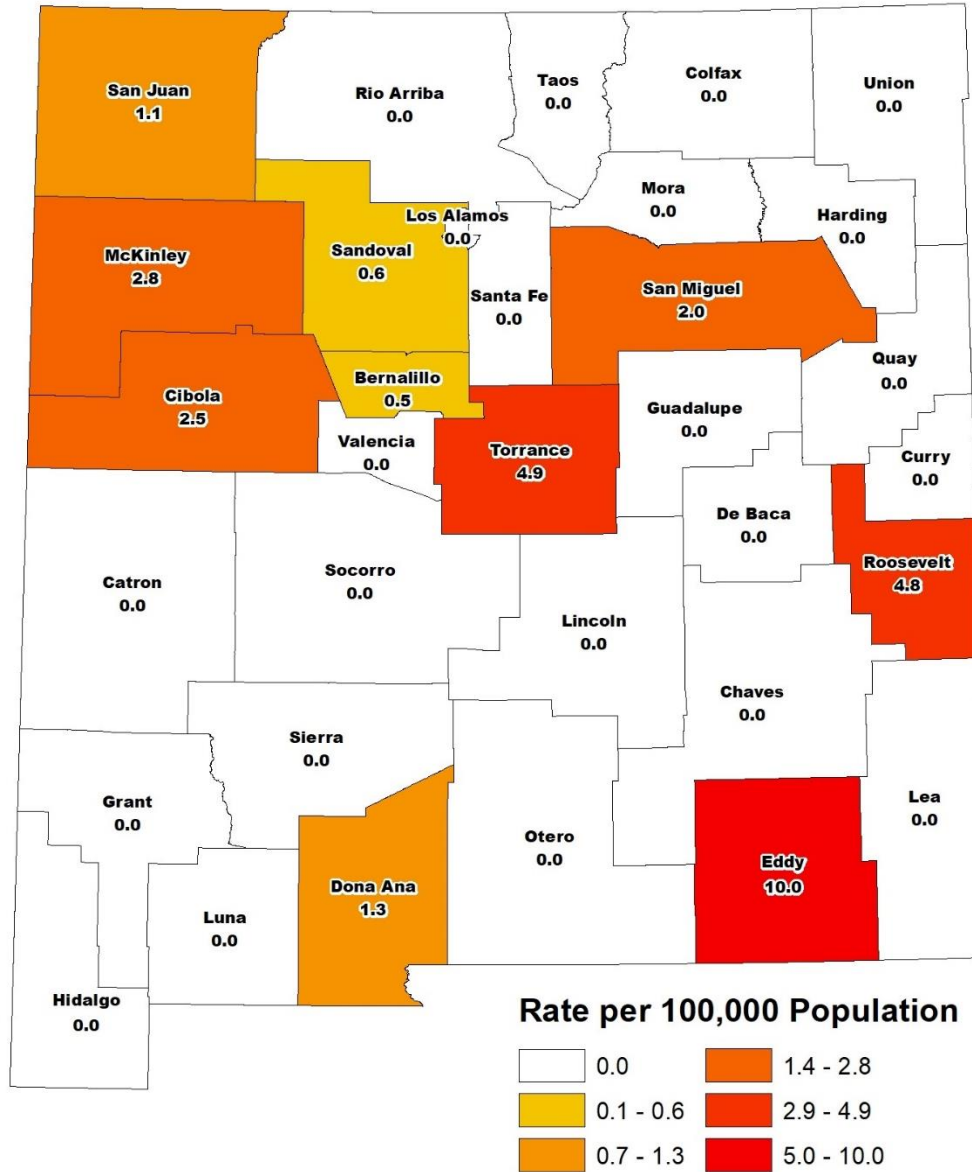 San Juan
1.1
Rio Arriba
0.0
Taos
0.0
Colfax
0.0
Union
0.0
Mora
0.0
Harding
0.0
Los Alamos
0.0
McKinley
2.8
Sandoval
0.6
Santa Fe
0.0
San Miguel
2.0
Quay
0.0
Cibola
2.5
Bernalillo
0.5
Guadalupe
0.0
Valencia
0.0
Torrance
4.9
Curry
0.0
De Baca
0.0
Roosevelt
4.8
Catron
0.0
Socorro
0.0
Lincoln
0.0
Chaves
0.0
Sierra
0.0
Grant
0.0
Otero
0.0
Lea
0.0
Eddy
10.0
Dona Ana
1.3
Luna
0.0
Hidalgo
0.0
Rate per 100,000 Population
0.0
0.1 - 0.6
0.7 - 1.3
1.4 - 2.8
2.9 - 4.9
5.0 - 10.0